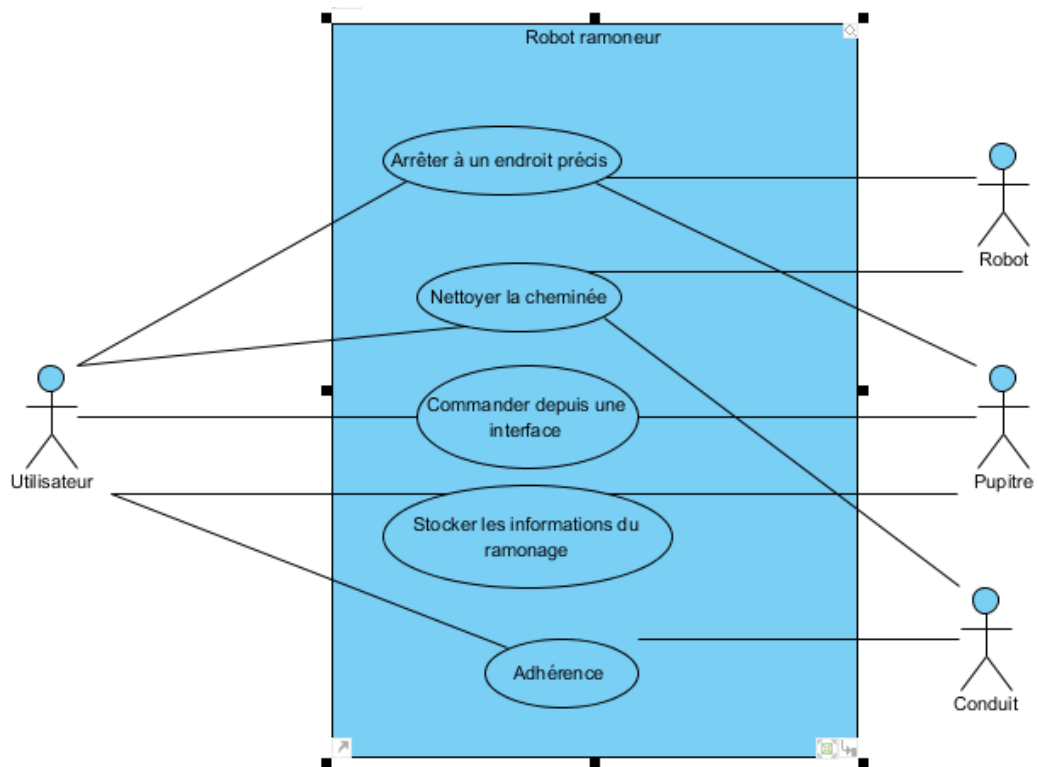 Robot ramoneur
Arrêter à un endroit précis
Robot
Nettoyer la cheminée
Commander depuis une
interface
Utilisateur
Pupitre
Stocker les informations du
ramonage
Adhérence
Conduit